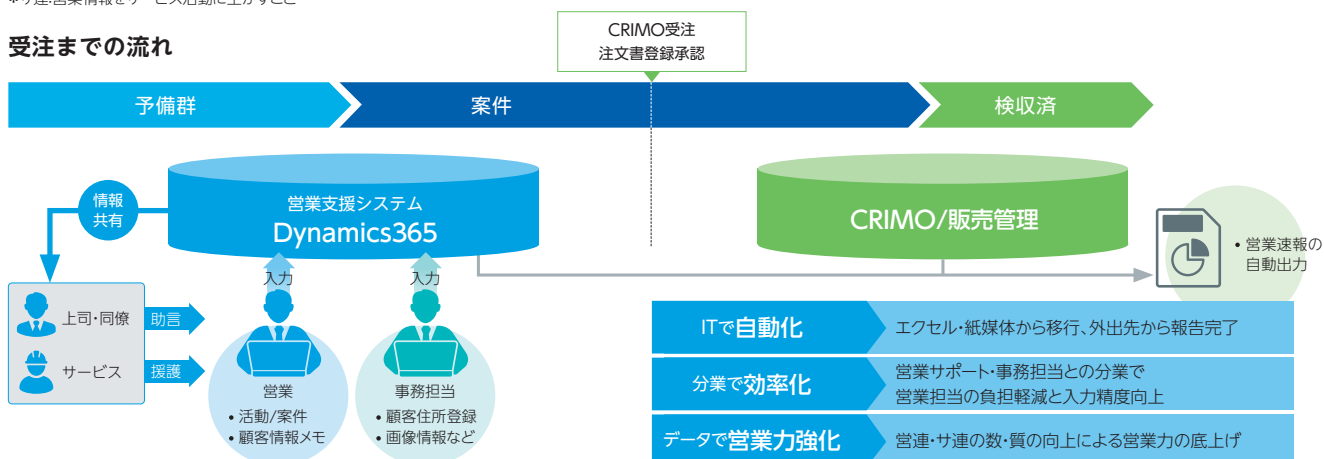 受注までの流れ
CRIMO受注
注文書登録承認
予備群
案件
検収済
情報
共有
営業支援システム
Dynamics365
CRIMO/販売管理
• 営業速報の
自動出力
入力
入力
上司・同僚
助言
サービス
援護
営業
• 活動/案件
• 顧客情報メモ
事務担当
• 顧客住所登録
• 画像情報など
ITで自動化
エクセル・紙媒体から移行、外出先から報告完了
分業で効率化
営業サポート・事務担当との分業で
営業担当の負担軽減と入力精度向上
データで営業力強化
営連・サ連の数・質の向上による営業力の底上げ